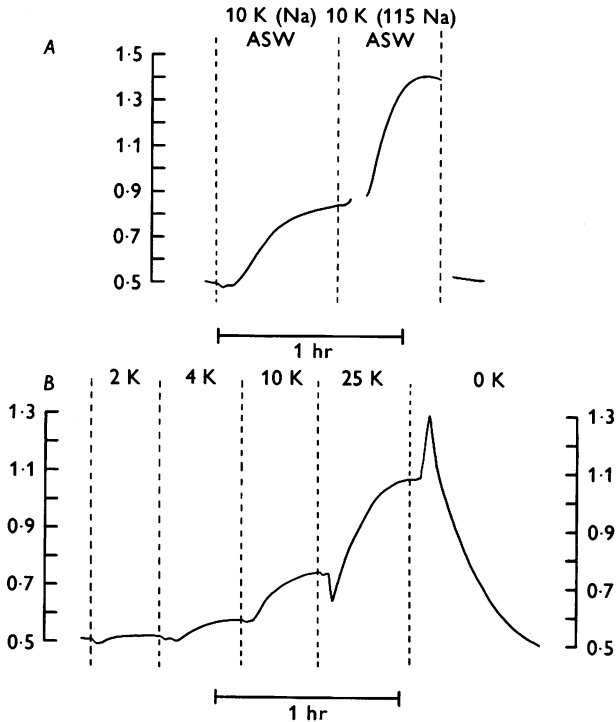 10 K (Na) 10 K (115 Na)
A ASW ASW
1·5
1·3
1·1
0·9
0·7
0·5
1 hr
B 2 K 4 K 10 K 25 K 0 K
1·3 1·3
1·1 1·1
0·9 0·9
0·7 0·7
0·5 0·5
1 hr